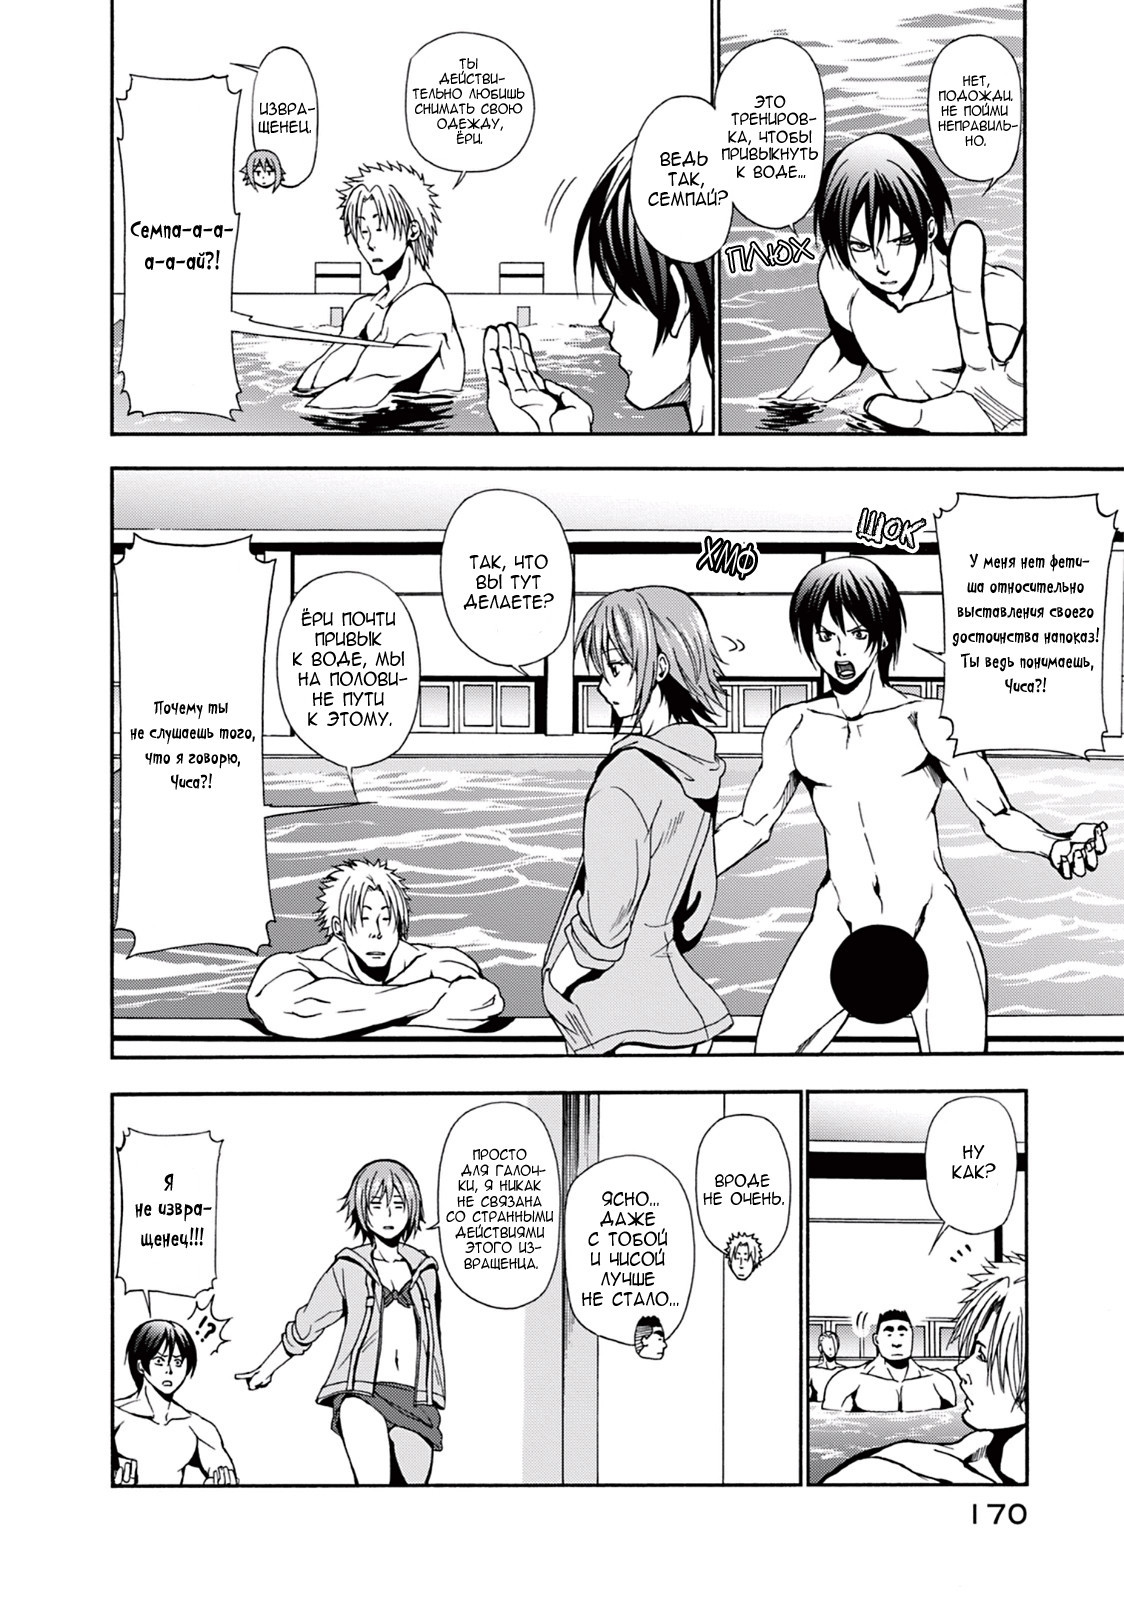 НЕТ,
ПОДОЖДИ.
НЕ ПОЙМИ
НЕПРАВИЛЬ-
НО.
ЭТО
ТРЕНИРОВ-
КА, ЧТОБЫ
ПРИВЫКНУТЬ
К ВОДЕ...
ПЛЮХ
ВЕДЬ
ТАК,
СЕМПАЙ?
ТЫ
ДЕЙСТВИ-
ТЕЛЬНО ЛЮБИШЬ
СНИМАТЬ СВОЮ
ОДЕЖДУ,
ЁРИ.
ИЗВРА-
ЩЕНЕЦ.
Семпа-а-а-
а-а-ай?!
У меня нет фети-
ша относительно
выставления своего
достоинства напоказ!
Ты ведь понимаешь,
Чиса?!
ШОК
ХМФ
ТАК, ЧТО
ВЫ ТУТ
ДЕЛАЕТЕ?
ЁРИ ПОЧТИ
ПРИВЫК
К ВОДЕ, МЫ
НА ПОЛОВИ-
НЕ ПУТИ
К ЭТОМУ.
Почему ты
не слушаешь того,
что я говорю,
Чиса?!
НУ
КАК?
ВРОДЕ
НЕ ОЧЕНЬ.
ЯСНО...
ДАЖЕ
С ТОБОЙ
И ЧИСОЙ
ЛУЧШЕ
НЕ СТАЛО...
ПРОСТО
ДЛЯ ГАЛОЧ-
КИ, Я НИКАК
НЕ СВЯЗАНА
СО СТРАННЫМИ
ДЕЙСТВИЯМИ
ЭТОГО ИЗ-
ВРАЩЕНЦА.
!?
Я
не извра-
щенец!!!
170